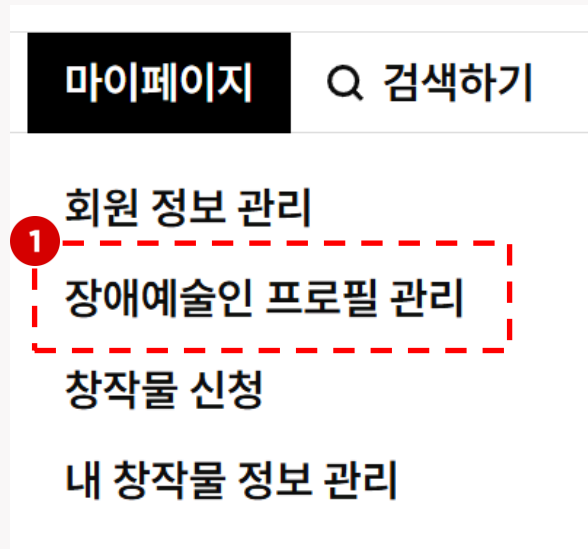 마이페이지 검색하기
회원 정보 관리
1
장애예술인 프로필 관리
창작물 신청
내 창작물 정보 관리